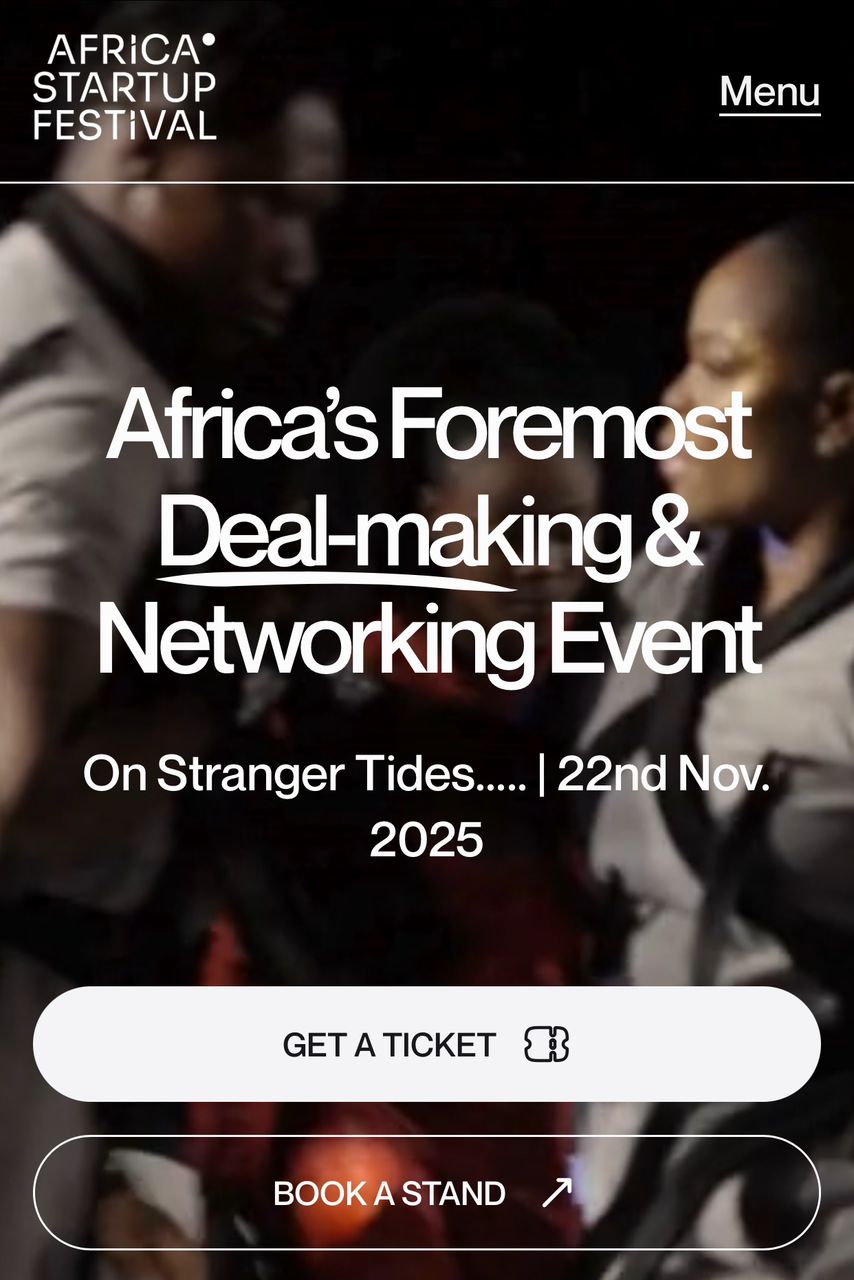 AFRICA
STARTUP
FESTIVAL
Menu
Africa’s Foremost
Deal-making &
Networking Event
On Stranger Tides..... | 22nd Nov.
2025
GET A TICKET
BOOK A STAND